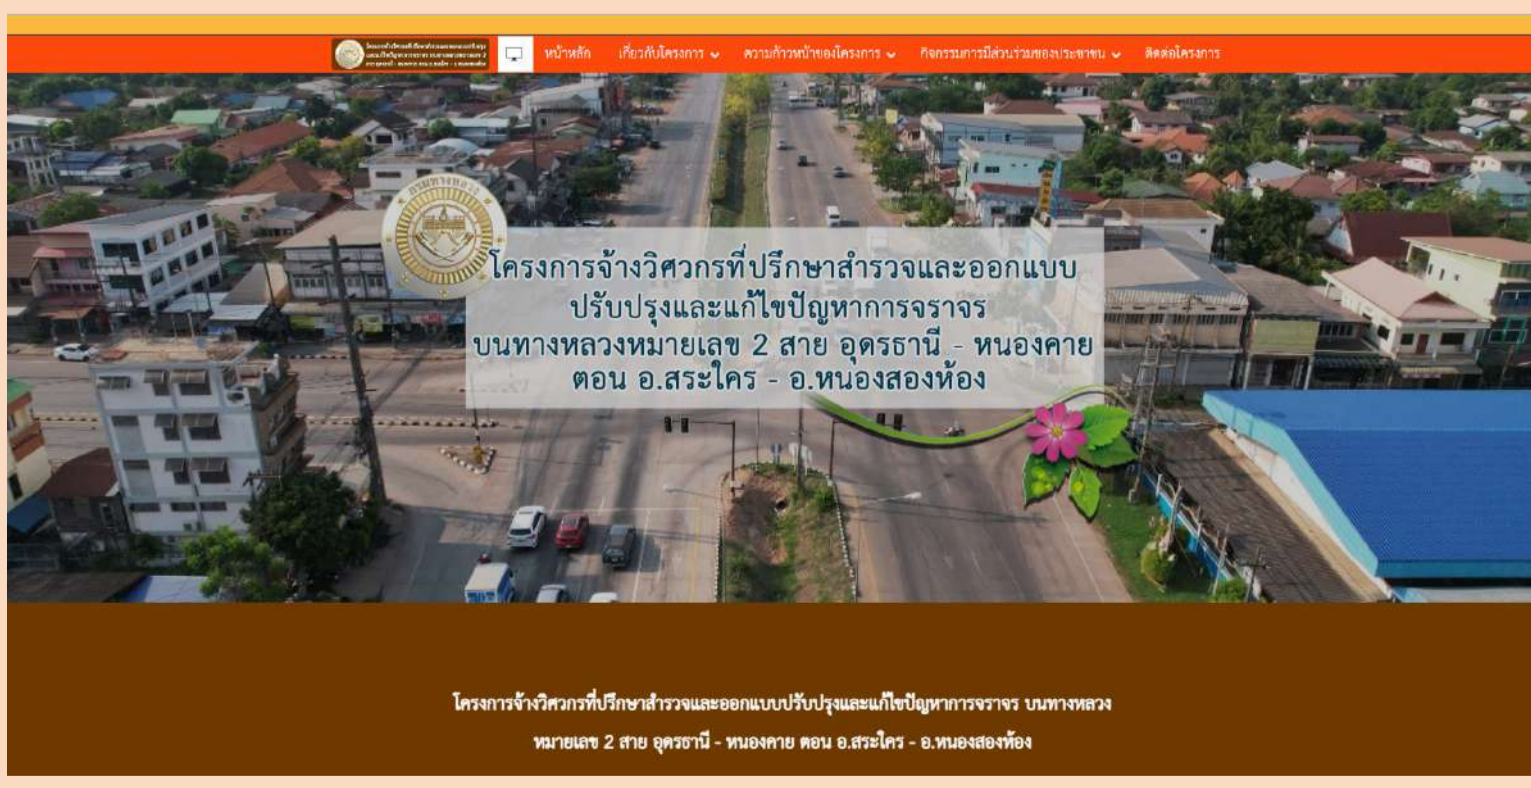 หน้าหลัก เกี่ยวกับโครงการ ความก้าวหน้าของโครงการ กิจกรรมการมีส่วนร่วมของประชาชน ติดต่อโครงการ
กรมทางหลวง
โครงการจ้างวิศวกรที่ปรึกษาสำรวจและออกแบบ
ปรับปรุงและแก้ไขปัญหาการจราจร
บนทางหลวงหมายเลข 2 สาย อุดรธานี - หนองคาย
ตอน อ.สระใคร - อ.หนองสองห้อง
โครงการจ้างวิศวกรที่ปรึกษาสำรวจและออกแบบปรับปรุงและแก้ไขปัญหาการจราจร บนทางหลวง
หมายเลข 2 สาย อุดรธานี - หนองคาย ตอน อ.สระใคร - อ.หนองสองห้อง